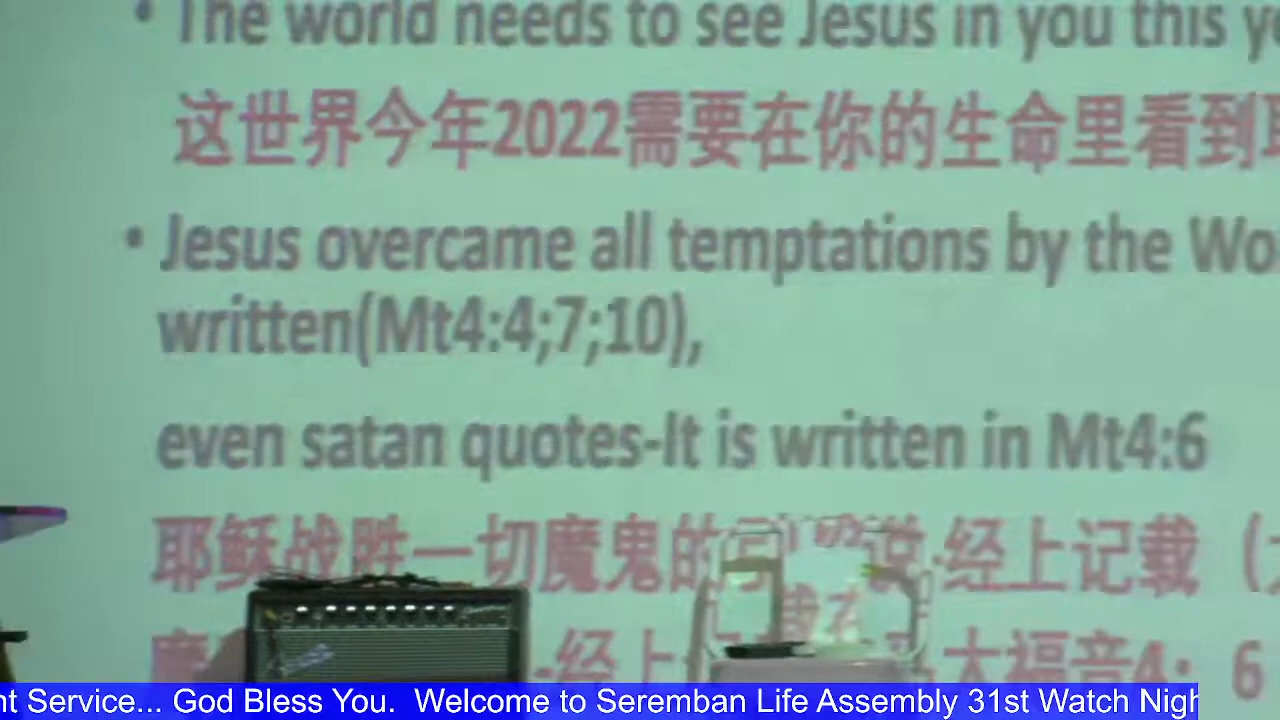 • The world needs to see Jesus in you this
这世界今年2022需要在你的生命里看到
• Jesus overcame all temptations by the
written(Mt4:4;7;10),
even satan quotes-It is written in Mt4:6
耶稣战胜一切魔鬼的 经上记载（
魔 -经上 太福音4：6
Service... God Bless You. Welcome to Seremban Life Assembly 31st Watch